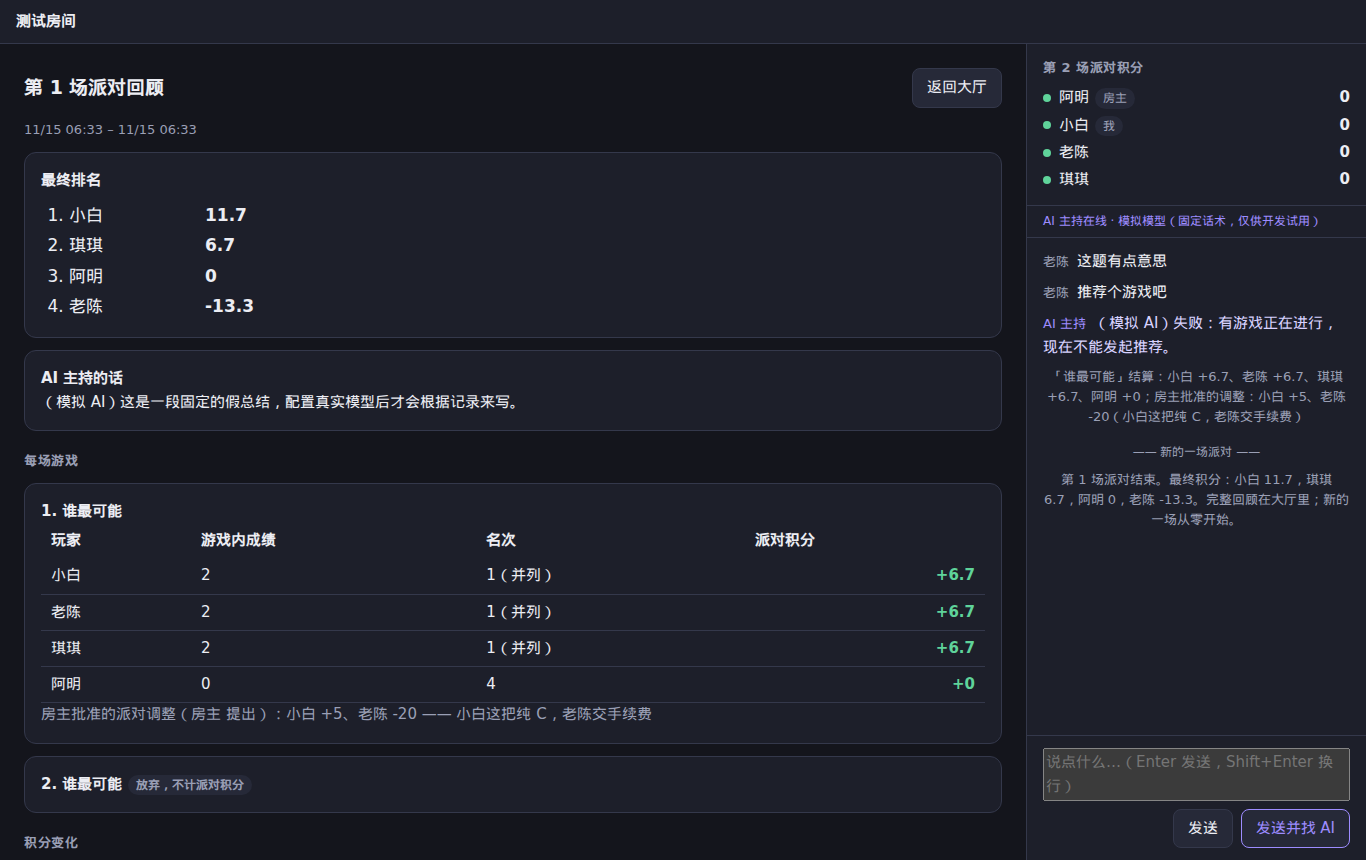 测试房间
第 1 场派对回顾
返回大厅
11/15 06:33 – 11/15 06:33
最终排名
1. 小白 11.7
2. 琪琪 6.7
3. 阿明 0
4. 老陈 -13.3
AI 主持的话
（模拟 AI）这是一段固定的假总结，配置真实模型后才会根据记录来写。
每场游戏
1. 谁最可能
玩家 游戏内成绩 名次 派对积分
小白 2 1（并列） +6.7
老陈 2 1（并列） +6.7
琪琪 2 1（并列） +6.7
阿明 0 4 +0
房主批准的派对调整（房主 提出）：小白 +5、老陈 -20 —— 小白这把纯 C，老陈交手续费
2. 谁最可能 放弃，不计派对积分
积分变化
第 2 场派对积分
阿明 房主 0
小白 我 0
老陈 0
琪琪 0
AI 主持在线 · 模拟模型（固定话术，仅供开发试用）
老陈 这题有点意思
老陈 推荐个游戏吧
AI 主持 （模拟 AI）失败：有游戏正在进行，
现在不能发起推荐。
「谁最可能」结算：小白 +6.7、老陈 +6.7、琪琪
+6.7、阿明 +0；房主批准的调整：小白 +5、老陈
-20（小白这把纯 C，老陈交手续费）
—— 新的一场派对 ——
第 1 场派对结束。最终积分：小白 11.7，琪琪
6.7，阿明 0，老陈 -13.3。完整回顾在大厅里；新的
一场从零开始。
说点什么…（Enter 发送，Shift+Enter 换
行）
发送
发送并找 AI